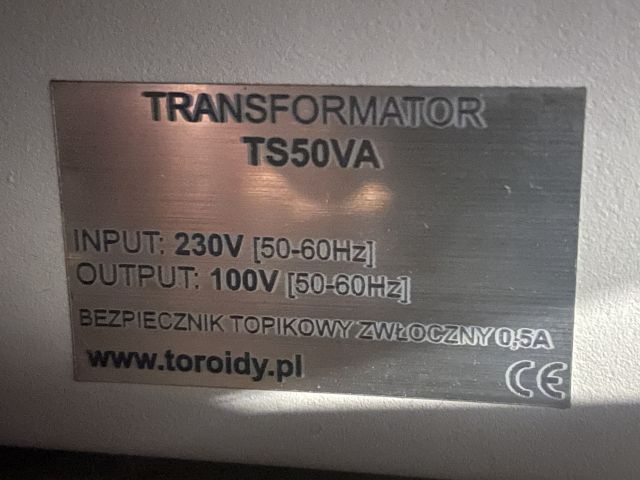 TRANSFORMATOR
TS50VA
INPUT: 230V [50-60Hz]
OUTPUT: 100V [50-60Hz]
BEZPIECZNIK TOPIKOWY ZWŁOCZNY 0,5A
www.toroidy.pl
CE